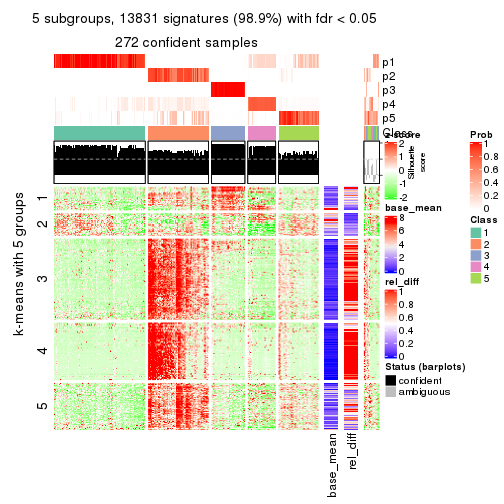 5 subgroups, 13831 signatures (98.9%) with fdr < 0.05
272 confident samples
p1
p2
p3
p4
p5
Class
Silhouette
score
k-means with 5 groups
1
2
3
4
5
base_mean
rel_diff
z-score
2
1
0
-1
-2
base_mean
8
6
4
2
0
rel_diff
1
0.8
0.6
0.4
0.2
0
Prob
1
0.8
0.6
0.4
0.2
0
Class
1
2
3
4
5
Status (barplots)
confident
ambiguous